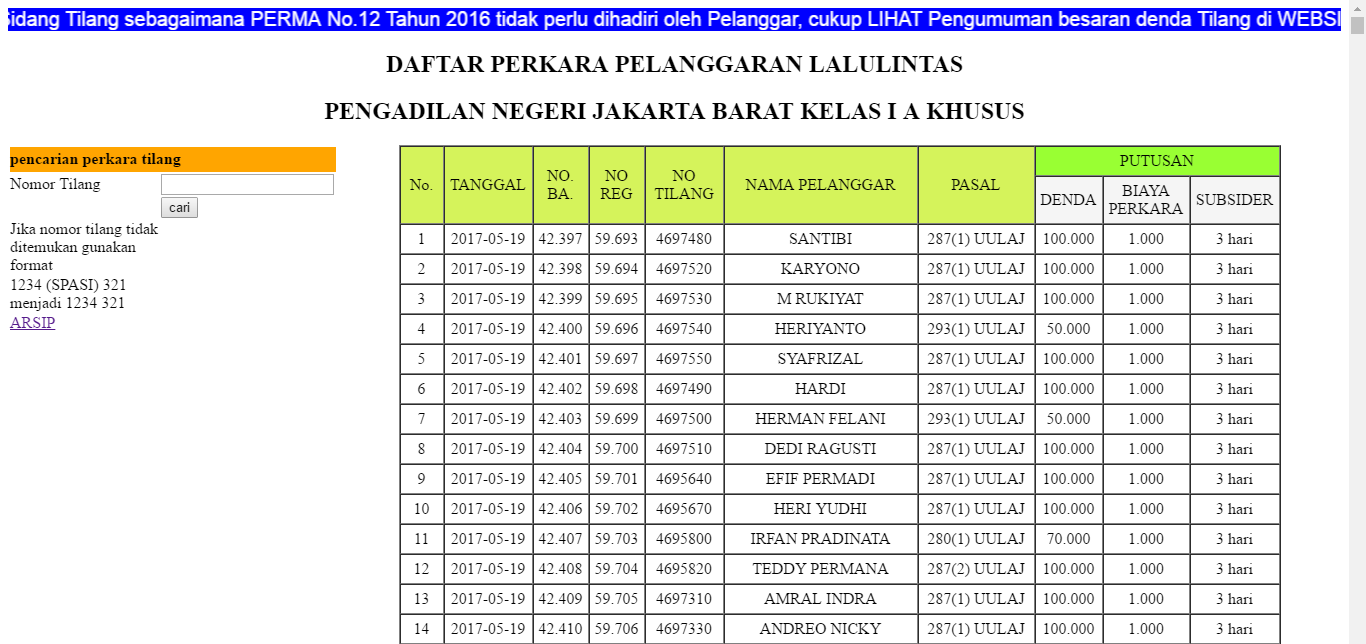 Sidang Tilang sebagaimana PERMA No.12 Tahun 2016 tidak perlu dihadiri oleh Pelanggar, cukup LIHAT Pengumuman besaran denda Tilang di WEBSI
DAFTAR PERKARA PELANGGARAN LALULINTAS
PENGADILAN NEGERI JAKARTA BARAT KELAS I A KHUSUS
pencarian perkara tilang
Nomor Tilang
cari
Jika nomor tilang tidak
ditemukan gunakan
format
1234 (SPASI) 321
menjadi 1234 321
ARSIP
No. TANGGAL NO. BA. NO REG NO TILANG NAMA PELANGGAR PASAL PUTUSAN
DENDA BIAYA PERKARA SUBSIDER
1 2017-05-19 42.397 59.693 4697480 SANTIBI 287(1) UULAJ 100.000 1.000 3 hari
2 2017-05-19 42.398 59.694 4697520 KARYONO 287(1) UULAJ 100.000 1.000 3 hari
3 2017-05-19 42.399 59.695 4697530 M RUKIYAT 287(1) UULAJ 100.000 1.000 3 hari
4 2017-05-19 42.400 59.696 4697540 HERIYANTO 293(1) UULAJ 50.000 1.000 3 hari
5 2017-05-19 42.401 59.697 4697550 SYAFRIZAL 287(1) UULAJ 100.000 1.000 3 hari
6 2017-05-19 42.402 59.698 4697490 HARDI 287(1) UULAJ 100.000 1.000 3 hari
7 2017-05-19 42.403 59.699 4697500 HERMAN FELANI 293(1) UULAJ 50.000 1.000 3 hari
8 2017-05-19 42.404 59.700 4697510 DEDI RAGUSTI 287(1) UULAJ 100.000 1.000 3 hari
9 2017-05-19 42.405 59.701 4695640 EFIF PERMADI 287(1) UULAJ 100.000 1.000 3 hari
10 2017-05-19 42.406 59.702 4695670 HERI YUDHI 287(1) UULAJ 100.000 1.000 3 hari
11 2017-05-19 42.407 59.703 4695800 IRFAN PRADINATA 280(1) UULAJ 70.000 1.000 3 hari
12 2017-05-19 42.408 59.704 4695820 TEDDY PERMANA 287(2) UULAJ 100.000 1.000 3 hari
13 2017-05-19 42.409 59.705 4697310 AMRAL INDRA 287(1) UULAJ 100.000 1.000 3 hari
14 2017-05-19 42.410 59.706 4697330 ANDREO NICKY 287(1) UULAJ 100.000 1.000 3 hari